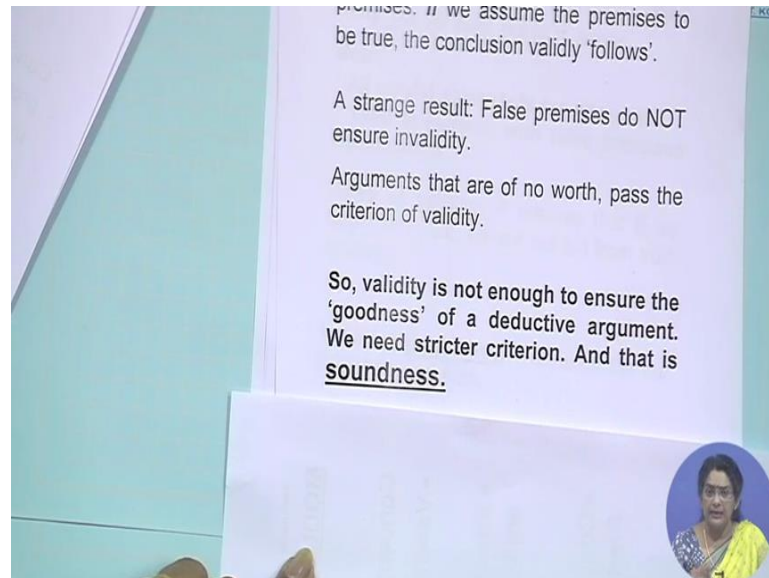 premises. If we assume the premises to
be true, the conclusion validly 'follows'.
A strange result: False premises do NOT
ensure invalidity.
Arguments that are of no worth, pass the
criterion of validity.
So, validity is not enough to ensure the
'goodness' of a deductive argument.
We need stricter criterion. And that is
soundness.